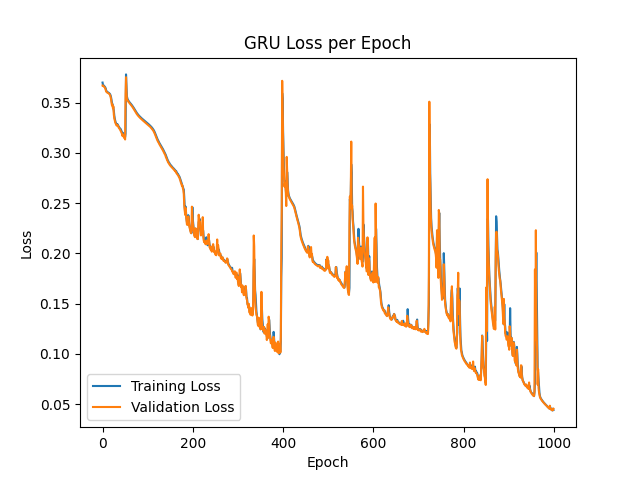 GRU Loss per Epoch
0.35
0.30
0.25
0.20
0.15
0.10
0.05
Loss
Training Loss
Validation Loss
0 200 400 600 800 1000
Epoch